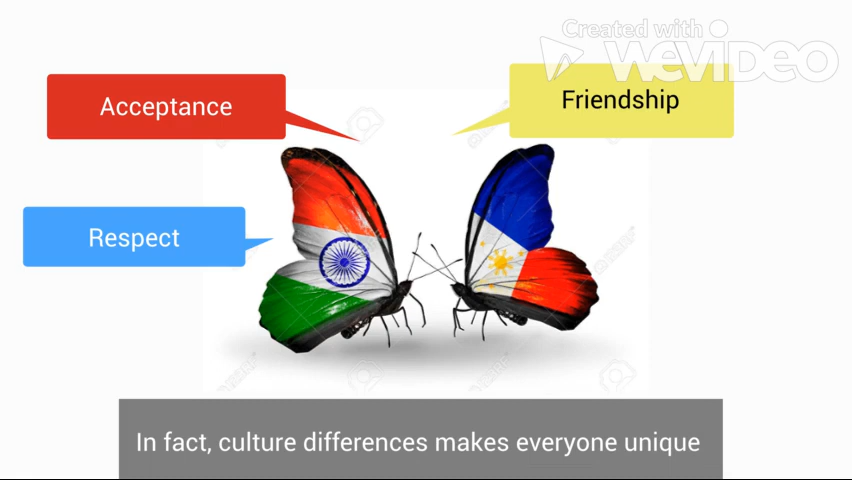 Created with
WEVIDEO
Acceptance
Friendship
Respect
In fact, culture differences makes everyone unique